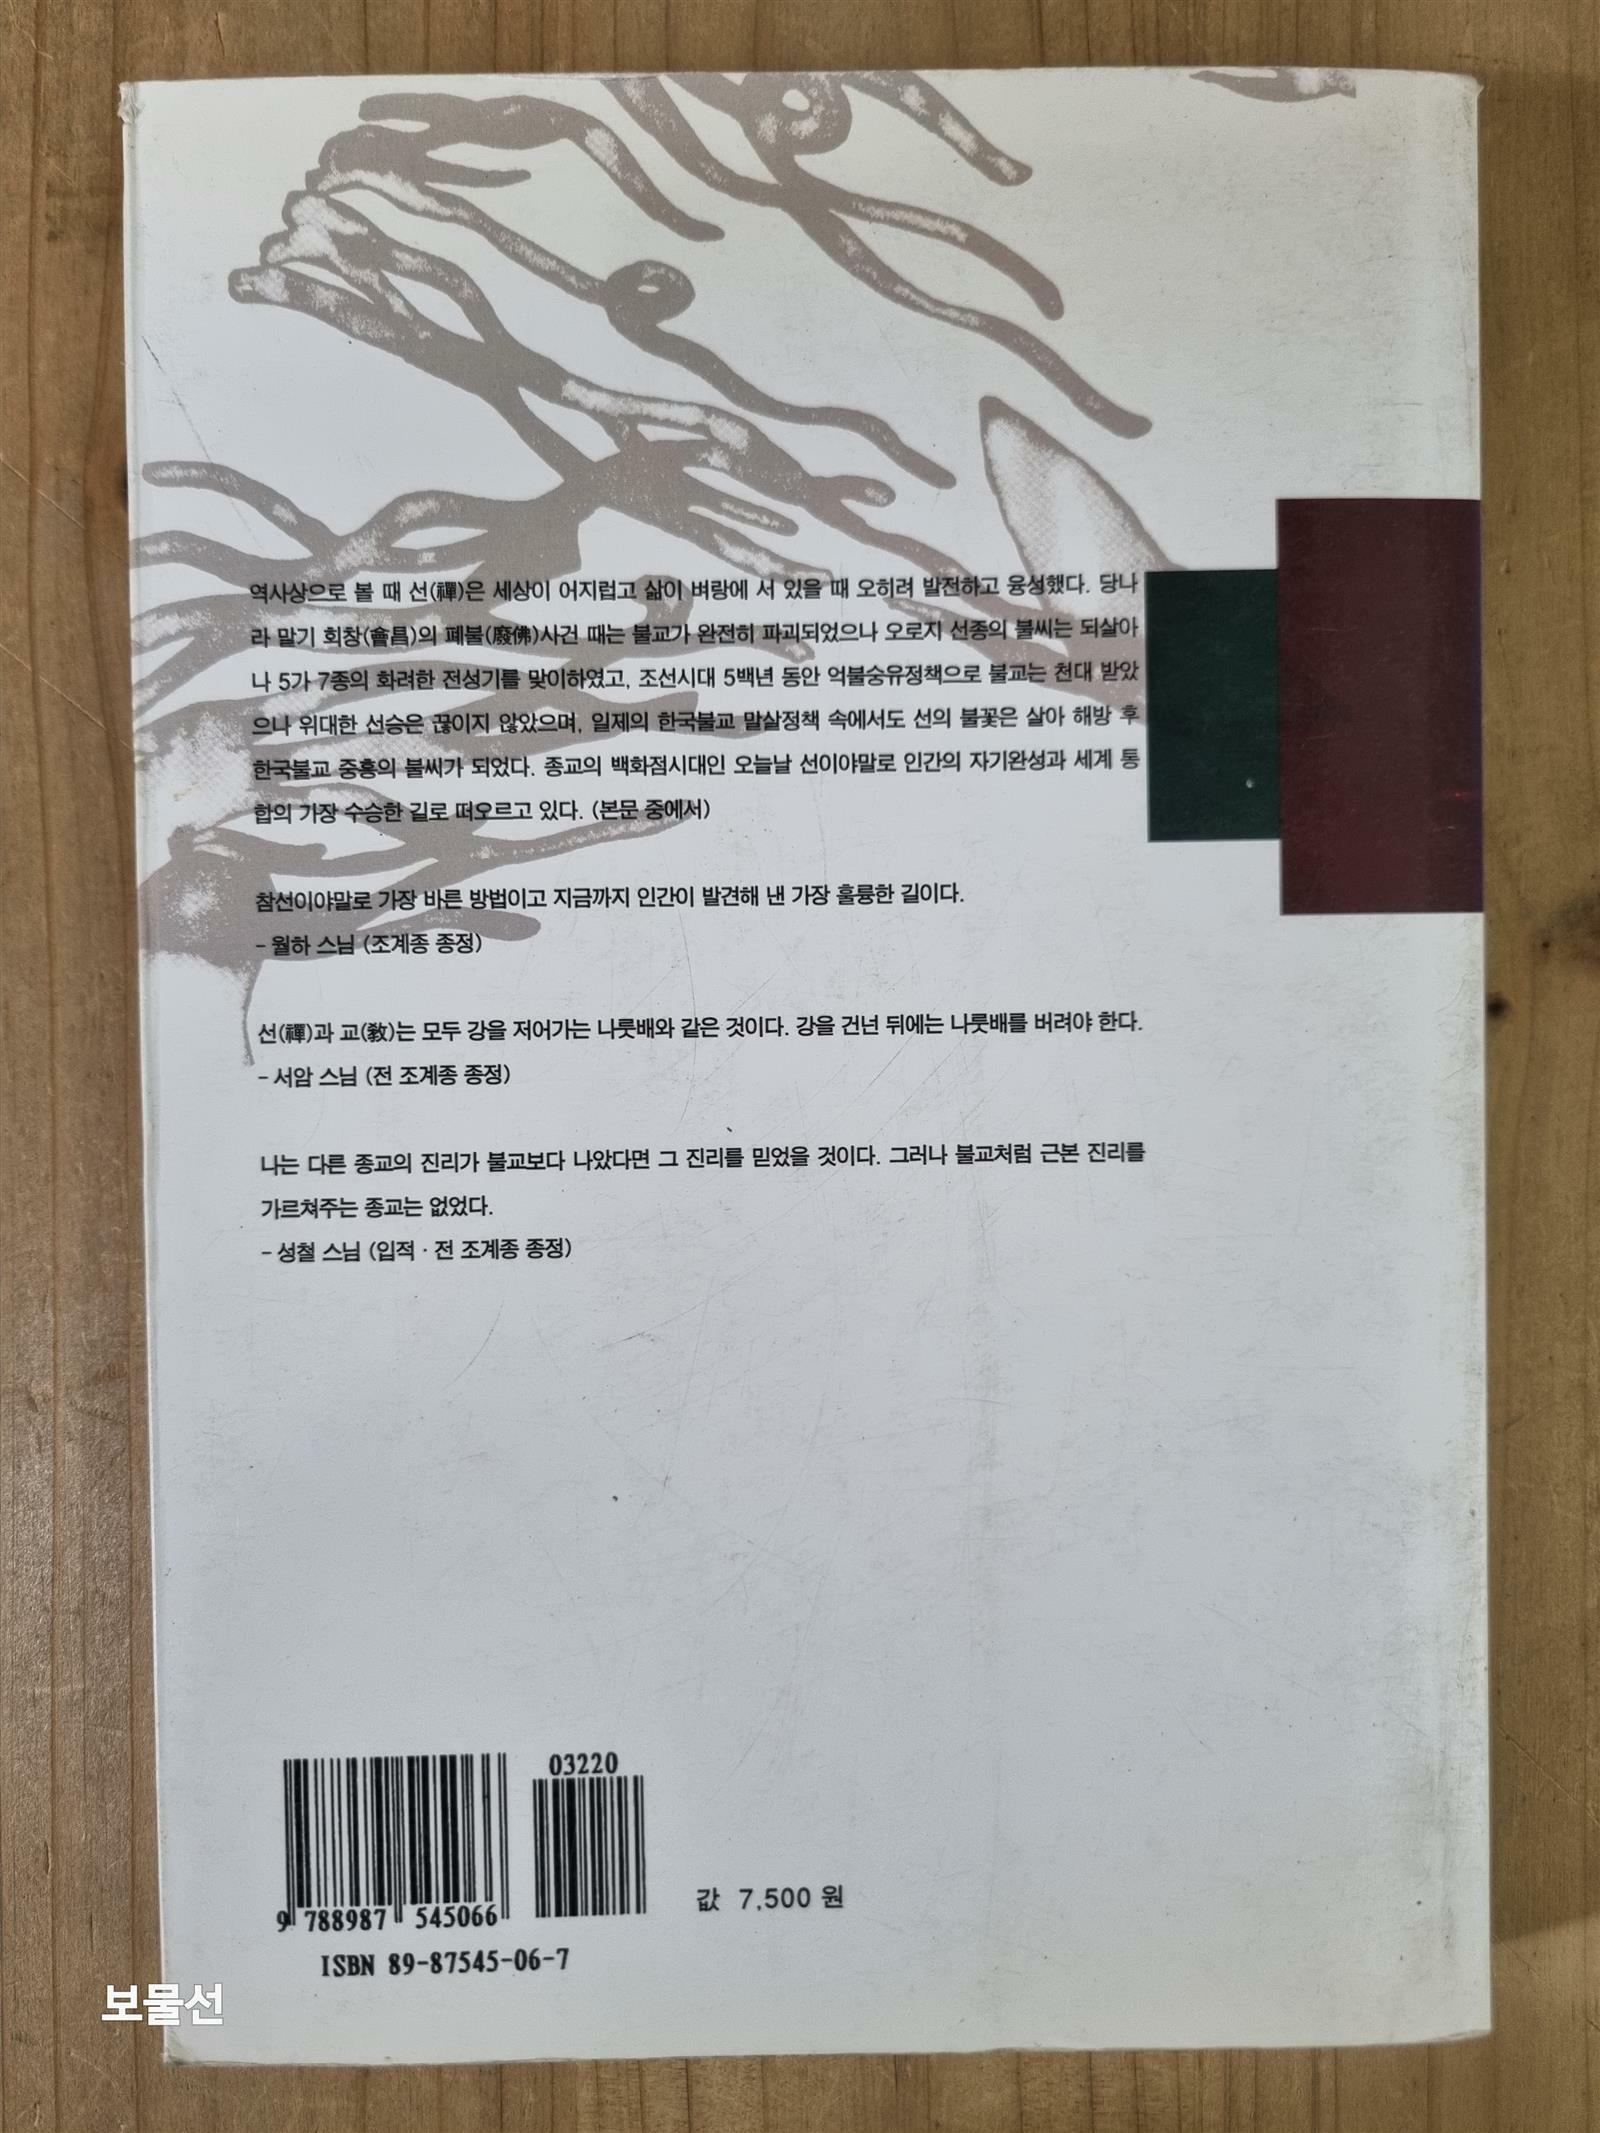 역사상으로 볼 때 선(禪)은 세상이 어지럽고 삶이 벼랑에 서 있을 때 오히려 발전하고 융성했다. 당나
라 말기 회창(會昌)의 폐불(廢佛)사건 때는 불교가 완전히 파괴되었으나 오로지 선종의 불씨는 되살아
나 5가 7종의 화려한 전성기를 맞이하였고, 조선시대 5백년 동안 억불숭유정책으로 불교는 천대 받았
으나 위대한 선승은 끊이지 않았으며, 일제의 한국불교 말살정책 속에서도 선의 불꽃은 살아 해방 후
한국불교 중흥의 불씨가 되었다. 종교의 백화점시대인 오늘날 선이야말로 인간의 자기완성과 세계 통
합의 가장 수승한 길로 떠오르고 있다. (본문 중에서)
참선이야말로 가장 바른 방법이고 지금까지 인간이 발견해 낸 가장 훌륭한 길이다.
– 월하 스님 (조계종 종정)
선(禪)과 교(敎)는 모두 강을 저어가는 나룻배와 같은 것이다. 강을 건넌 뒤에는 나룻배를 버려야 한다.
– 서암 스님 (전 조계종 종정)
나는 다른 종교의 진리가 불교보다 나았다면 그 진리를 믿었을 것이다. 그러나 불교처럼 근본 진리를
가르쳐주는 종교는 없었다.
– 성철 스님 (입적 · 전 조계종 종정)
03220
9 788987 545066
값 7,500 원
ISBN 89-87545-06-7
보물선